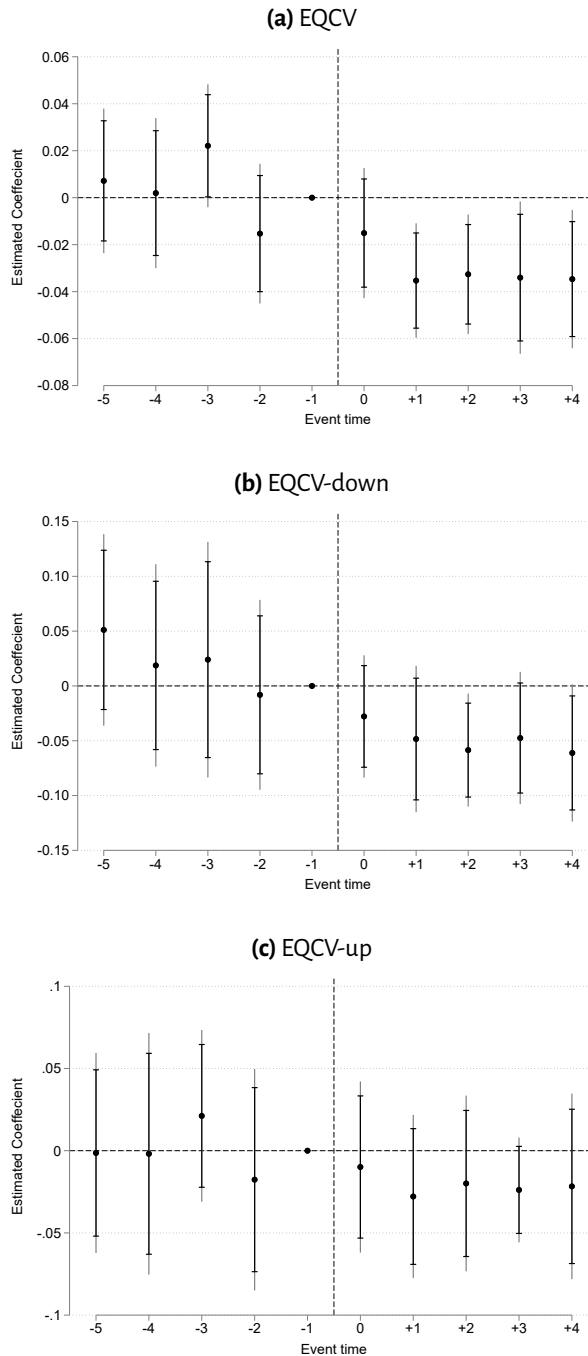 (a) EQCV
0.06
0.04
0.02
0
-0.02
-0.04
-0.06
-0.08
Estimated Coeffecient
-5 -4 -3 -2 -1 0 +1 +2 +3 +4
Event time
(b) EQCV-down
0.15
0.10
0.05
0
-0.05
-0.10
-0.15
Estimated Coeffecient
-5 -4 -3 -2 -1 0 +1 +2 +3 +4
Event time
(c) EQCV-up
.1
.05
0
-.05
-.1
Estimated Coeffecient
-5 -4 -3 -2 -1 0 +1 +2 +3 +4
Event time